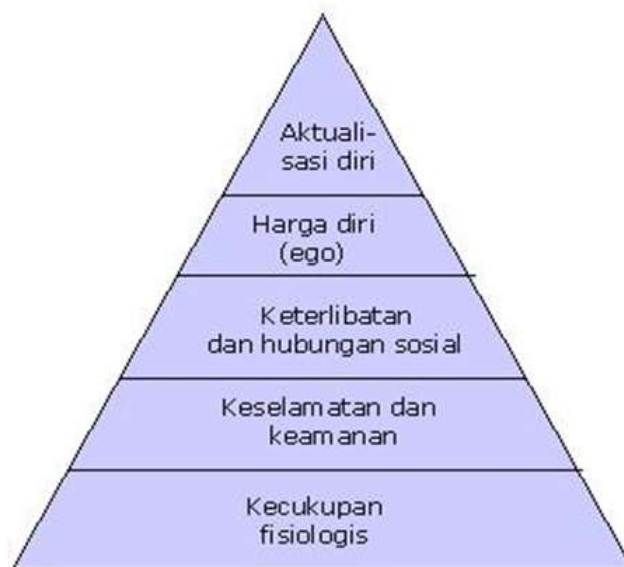 Aktuali-
sasi diri
Harga diri
(ego)
Keterlibatan
dan hubungan sosial
Keselamatan dan
keamanan
Kecukupan
fisiologis